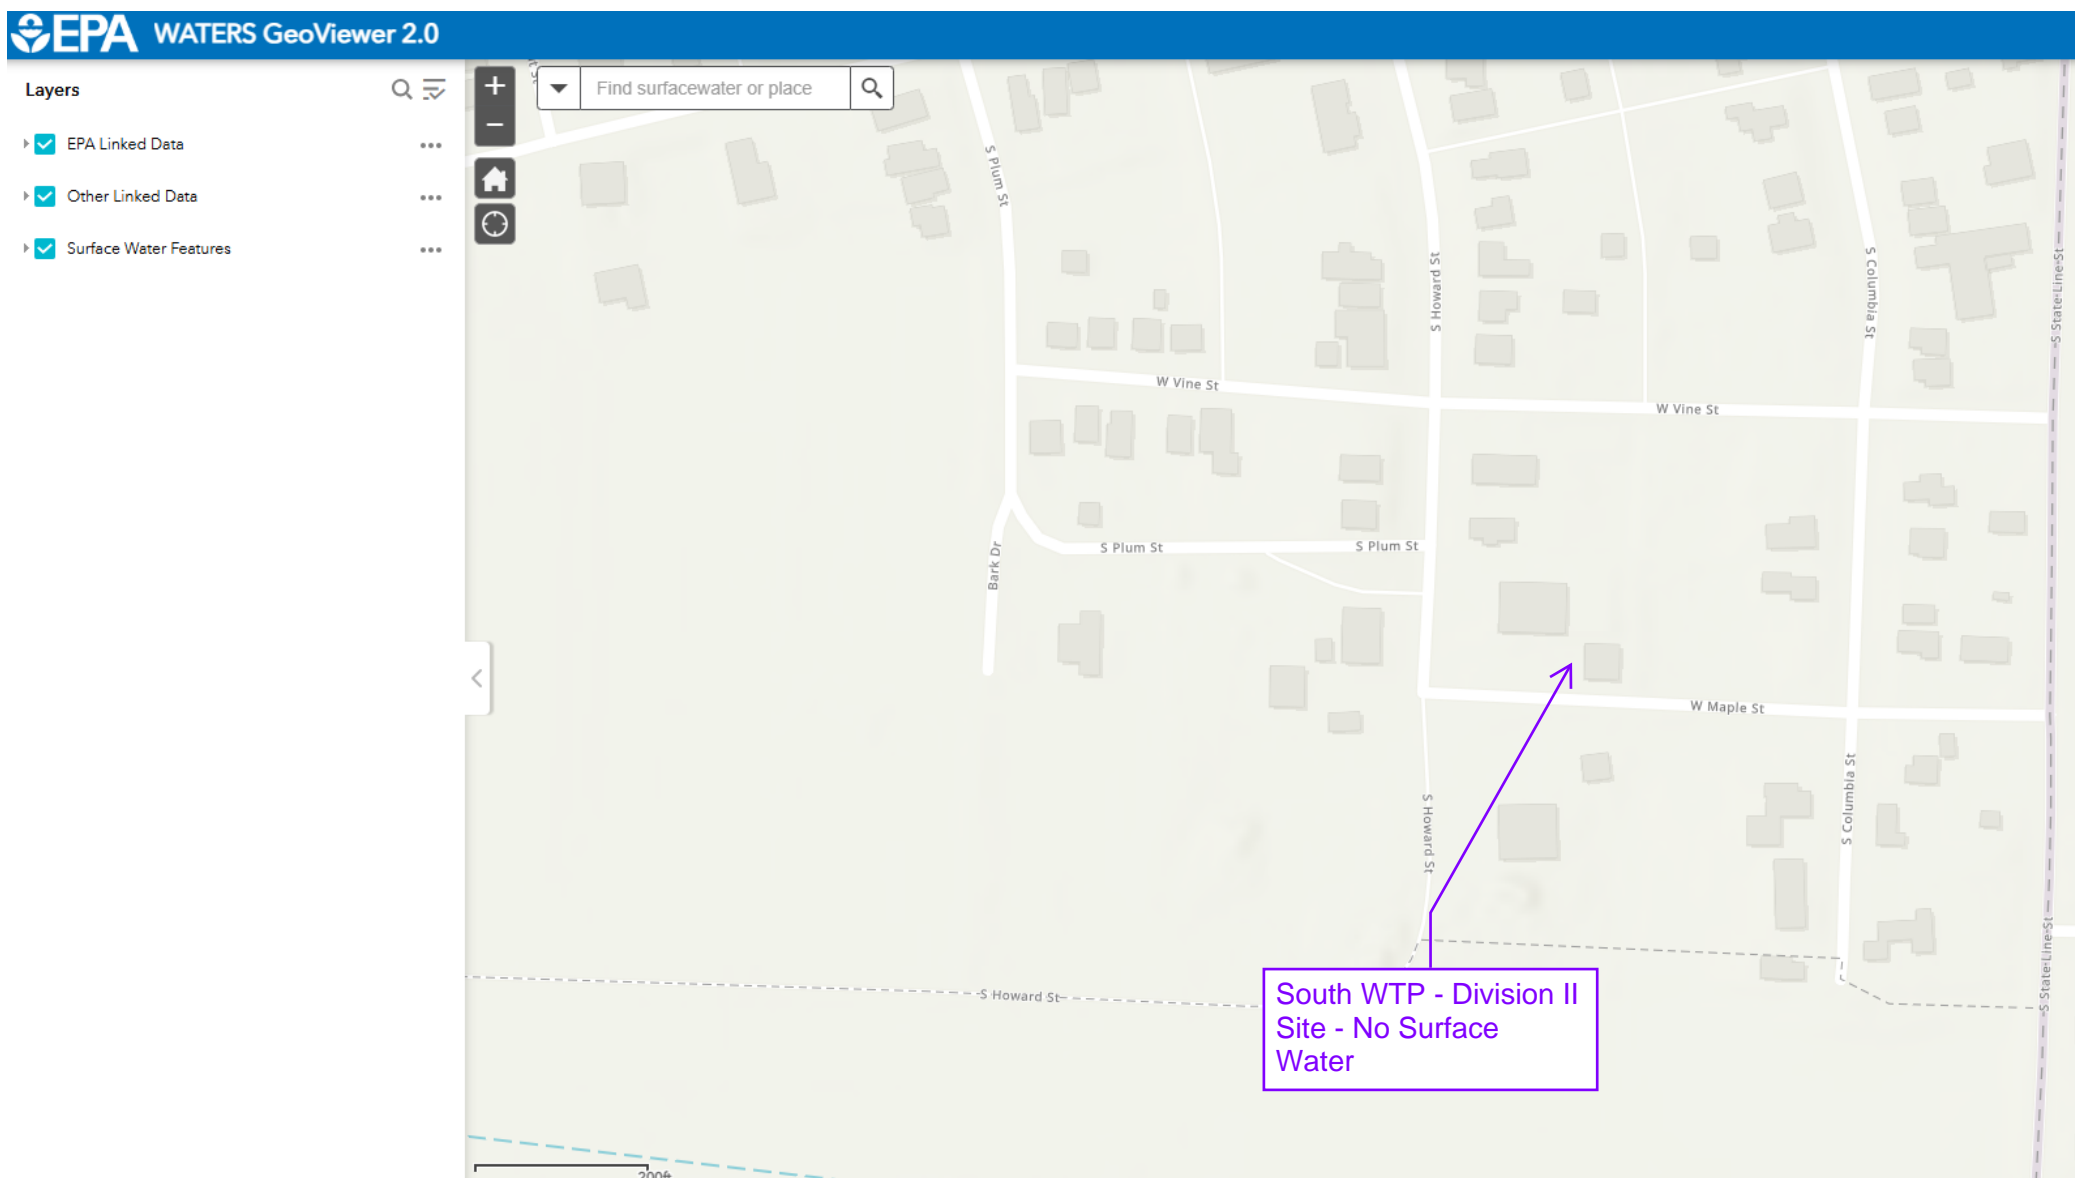 EPA WATERS GeoViewer 2.0
Layers
EPA Linked Data
Other Linked Data
Surface Water Features
Find surfacewater or place
S Plum St
S Howard St
S Columbia St
S State Line St
W Vine St
W Vine St
S Plum St
S Plum St
Bark Dr
W Maple St
S Howard St
S Columbia St
S State Line St
S Howard St
South WTP - Division II
Site - No Surface
Water
200ft